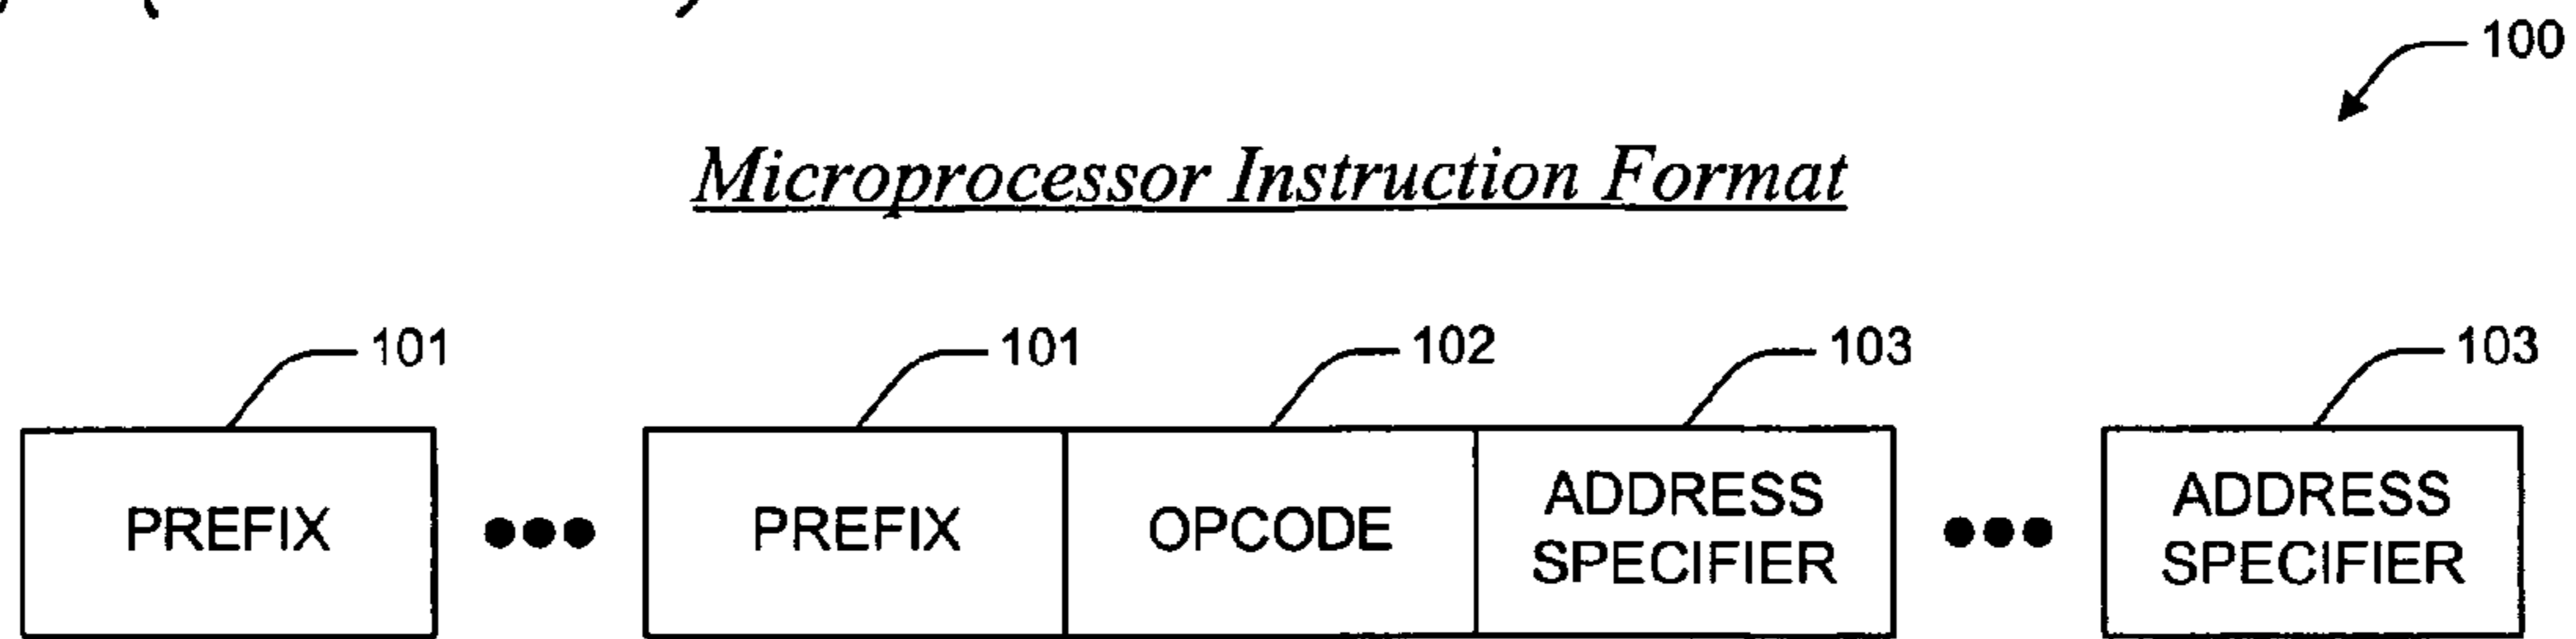 100
Microprocessor Instruction Format
101 101 102 103 103
PREFIX ●●● PREFIX OPCODE ADDRESS SPECIFIER ●●● ADDRESS SPECIFIER